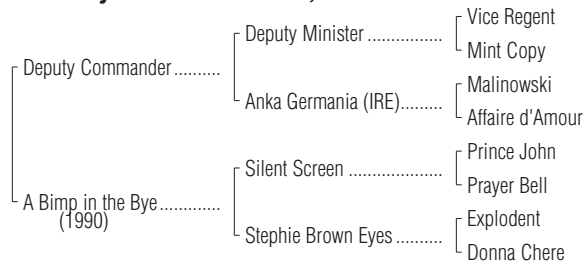 Vice Regent
Deputy Minister ................
Mint Copy
Deputy Commander ..........
Malinowski
Anka Germania (IRE).........
Affaire d'Amour
Prince John
Silent Screen ....................
Prayer Bell
A Bimp in the Bye .............
(1990)
Explodent
Stephie Brown Eyes ..........
Donna Chere